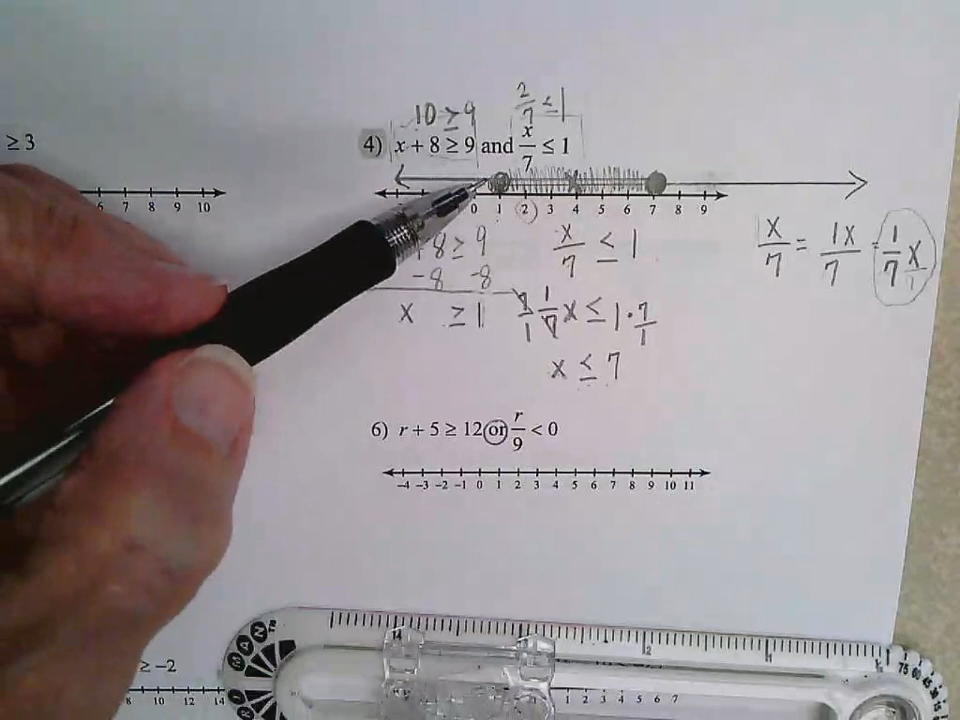 ≥ 3
6 7 8 9 10
10 ≥ 9
2/7 ≤ 1
4) x + 8 ≥ 9 and x/7 ≤ 1
0 1 2 3 4 5 6 7 8 9
+8 ≥ 9
-8 -8
x ≥ 1
x/7 ≤ 1
7/1 1/7 x ≤ 1 · 7/1
x ≤ 7
x/7 = 1x/7 = 1/7 x/1
6) r + 5 ≥ 12 or r/9 < 0
-4 -3 -2 -1 0 1 2 3 4 5 6 7 8 9 10 11
≥ -2
8 10 12 14
1 2 3 4 5 6 7